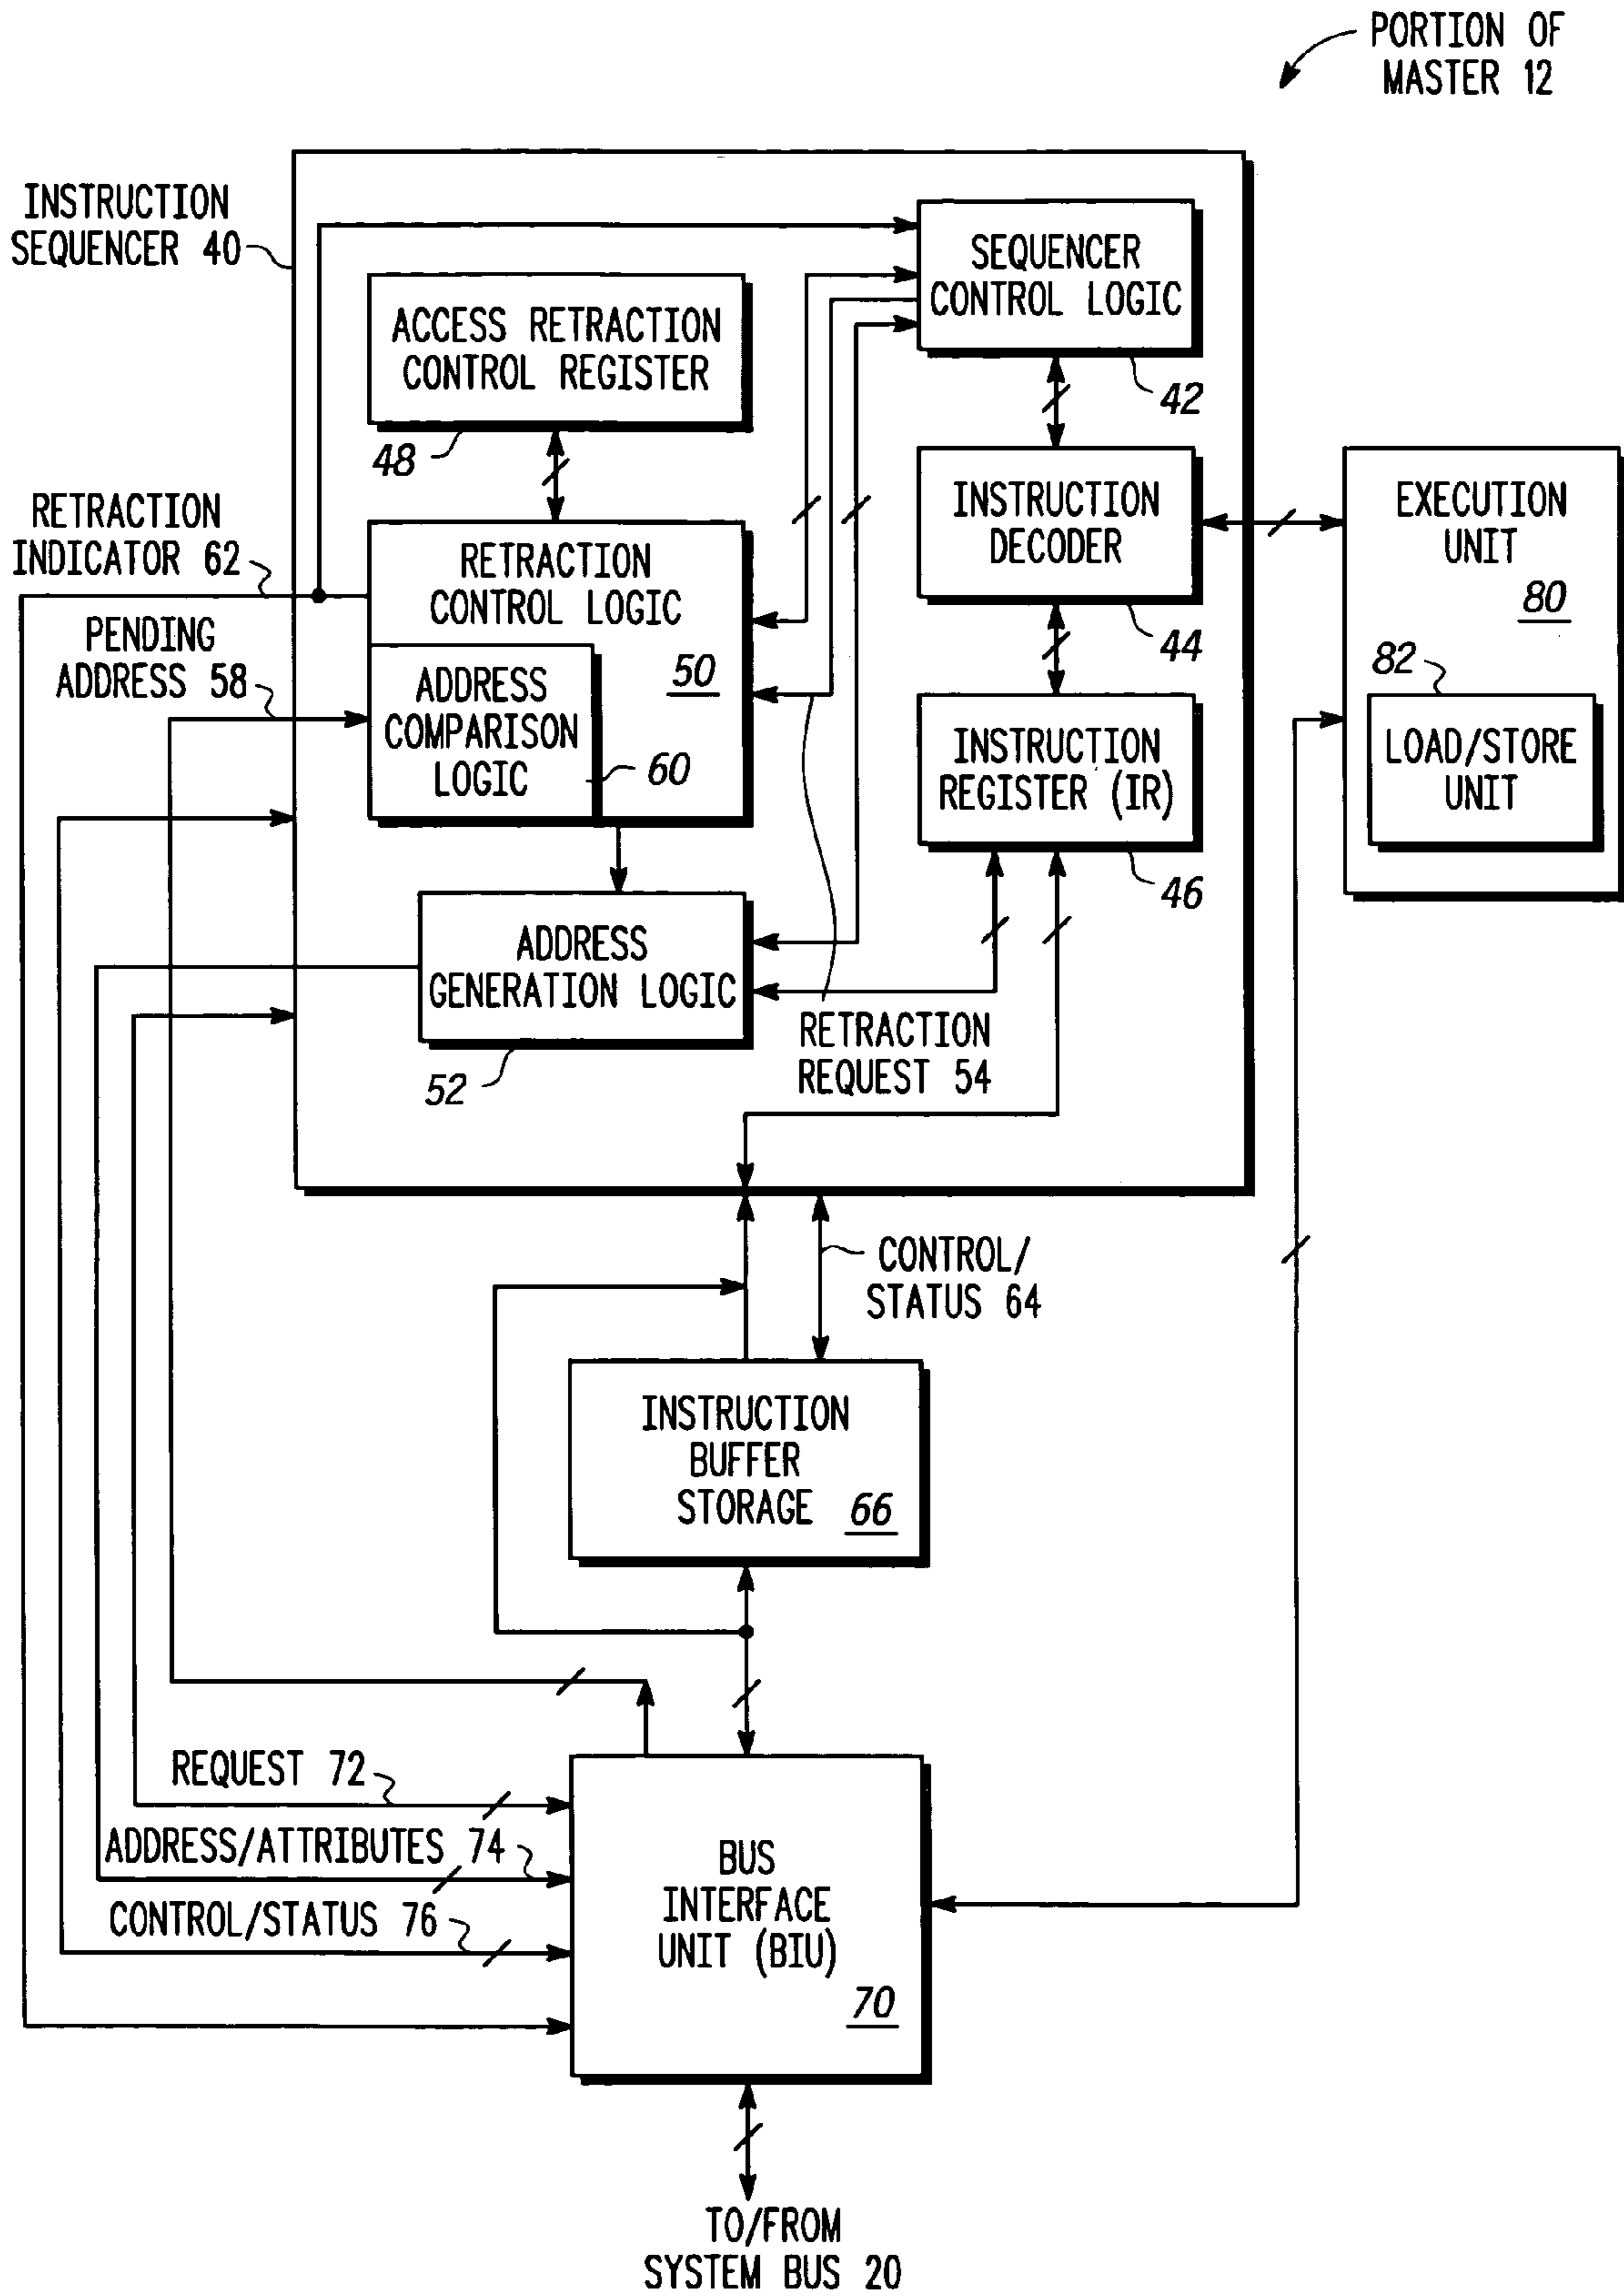 PORTION OF
MASTER 12
INSTRUCTION
SEQUENCER 40
SEQUENCER
CONTROL LOGIC
42
ACCESS RETRACTION
CONTROL REGISTER
48
INSTRUCTION
DECODER
44
EXECUTION
UNIT
80
82
LOAD/STORE
UNIT
RETRACTION
INDICATOR 62
RETRACTION
CONTROL LOGIC
50
PENDING
ADDRESS 58
ADDRESS
COMPARISON
LOGIC
60
INSTRUCTION
REGISTER (IR)
46
ADDRESS
GENERATION LOGIC
52
RETRACTION
REQUEST 54
CONTROL/
STATUS 64
INSTRUCTION
BUFFER
STORAGE
66
REQUEST 72
ADDRESS/ATTRIBUTES 74
CONTROL/STATUS 76
BUS
INTERFACE
UNIT (BIU)
70
TO/FROM
SYSTEM BUS 20